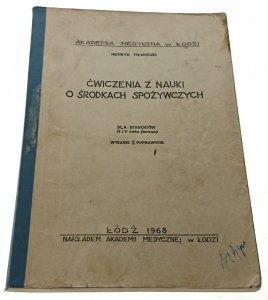 AKADEMIA MEDYCZNA W ŁODZI
HENRYK MŁODECKI
ĆWICZENIA Z NAUKI
O ŚRODKACH SPOŻYWCZYCH
DLA STUDENTÓW
WYDANIE II POPRAWIONE
ŁÓDŹ 1968
NAKŁADEM AKADEMII MEDYCZNEJ W ŁODZI